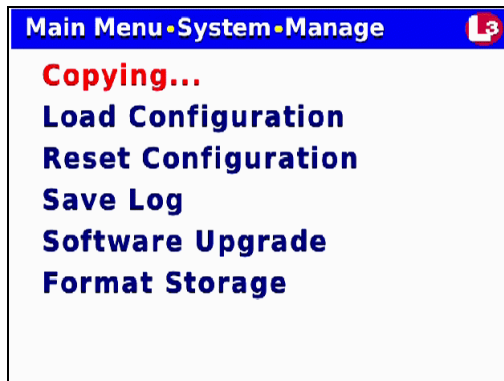 Main Menu•System•Manage L3
Copying...
Load Configuration
Reset Configuration
Save Log
Software Upgrade
Format Storage